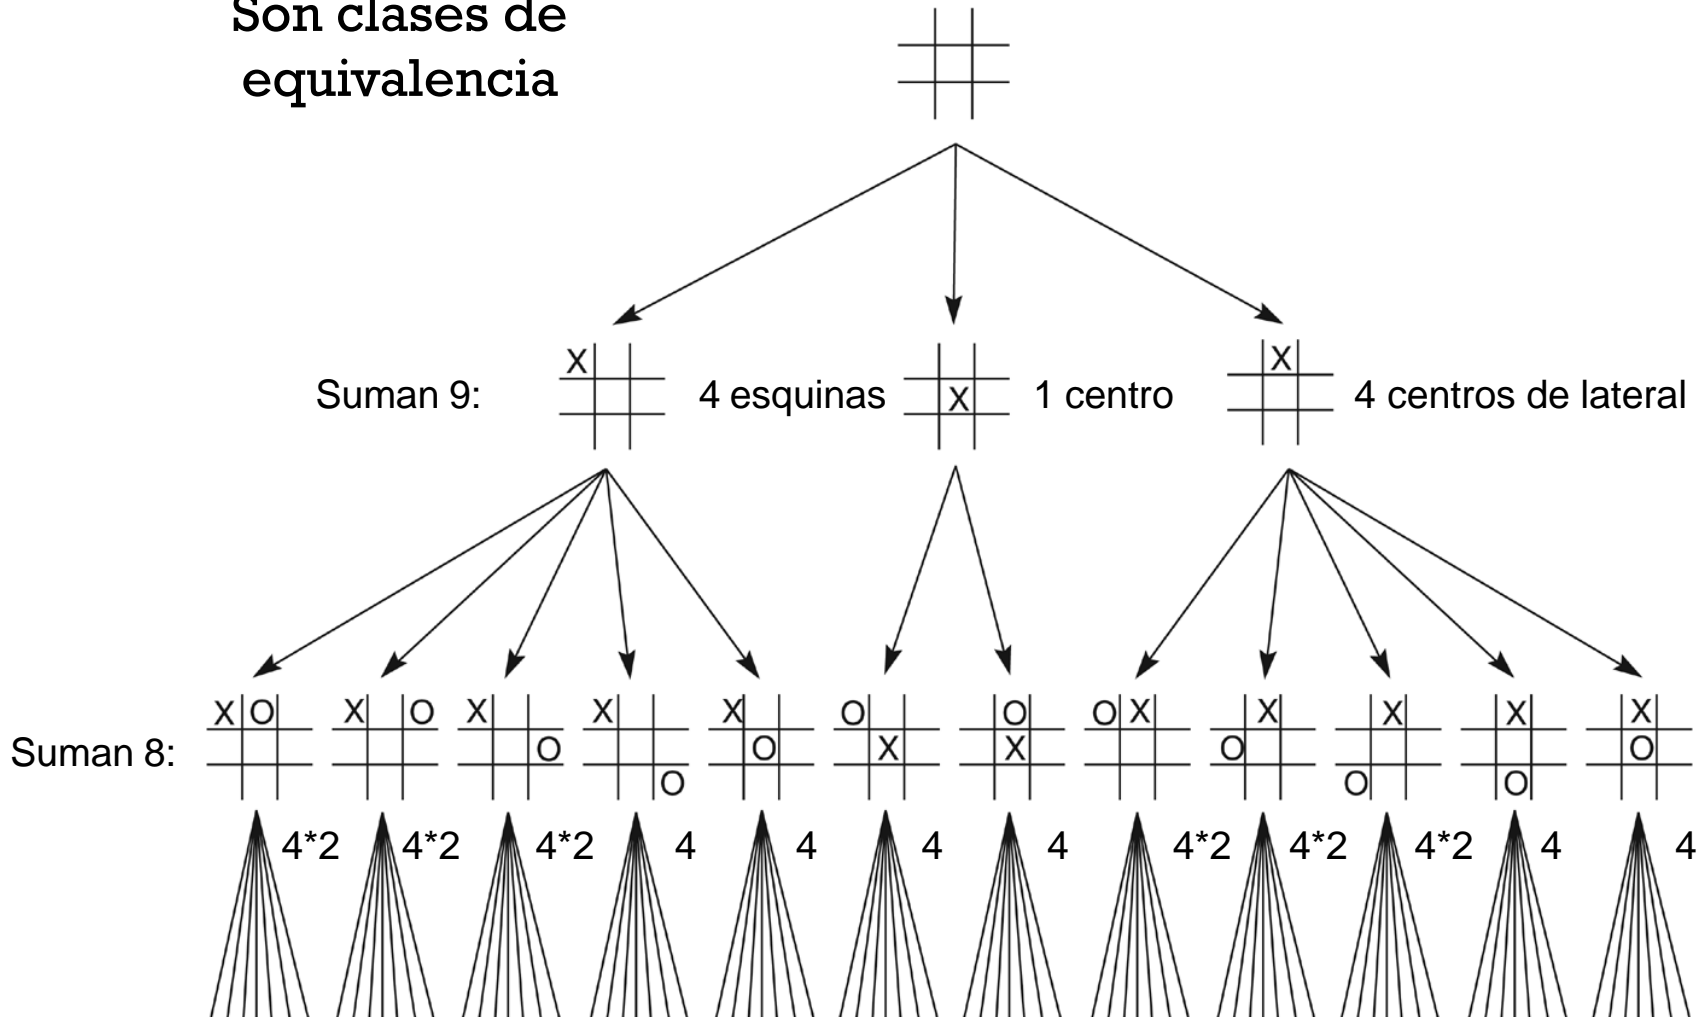 Son clases de
equivalencia
X
X
X
Suman 9: 4 esquinas 1 centro 4 centros de lateral
X O X O X X X O O O X X X X X
Suman 8: O O X X O O
O O O
4*2 4*2 4*2 4 4 4 4 4*2 4*2 4*2 4 4